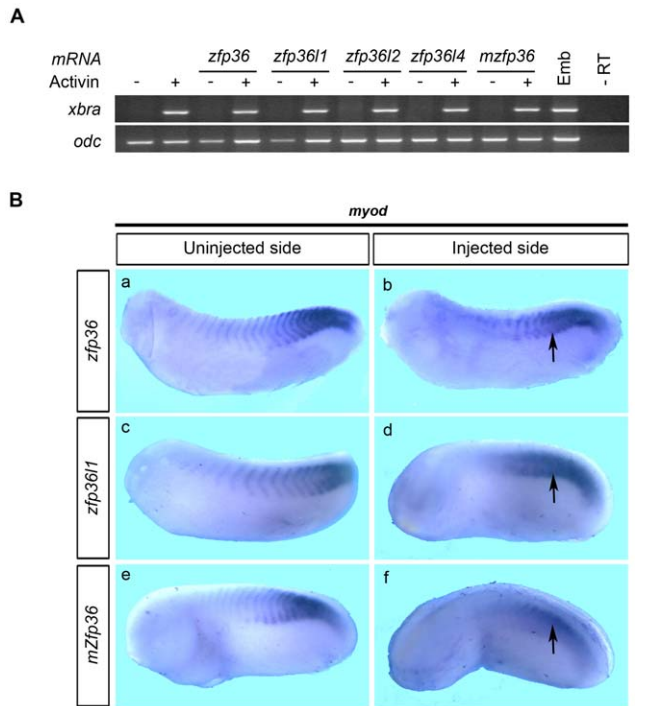 A
mRNA zfp36 zfp36l1 zfp36l2 zfp36l4 mzfp36 Emb - RT
Activin - + - + - + - + - + - +
xbra
odc
B
myod
Uninjected side Injected side
zfp36
a b
zfp36l1
c d
mZfp36
e f